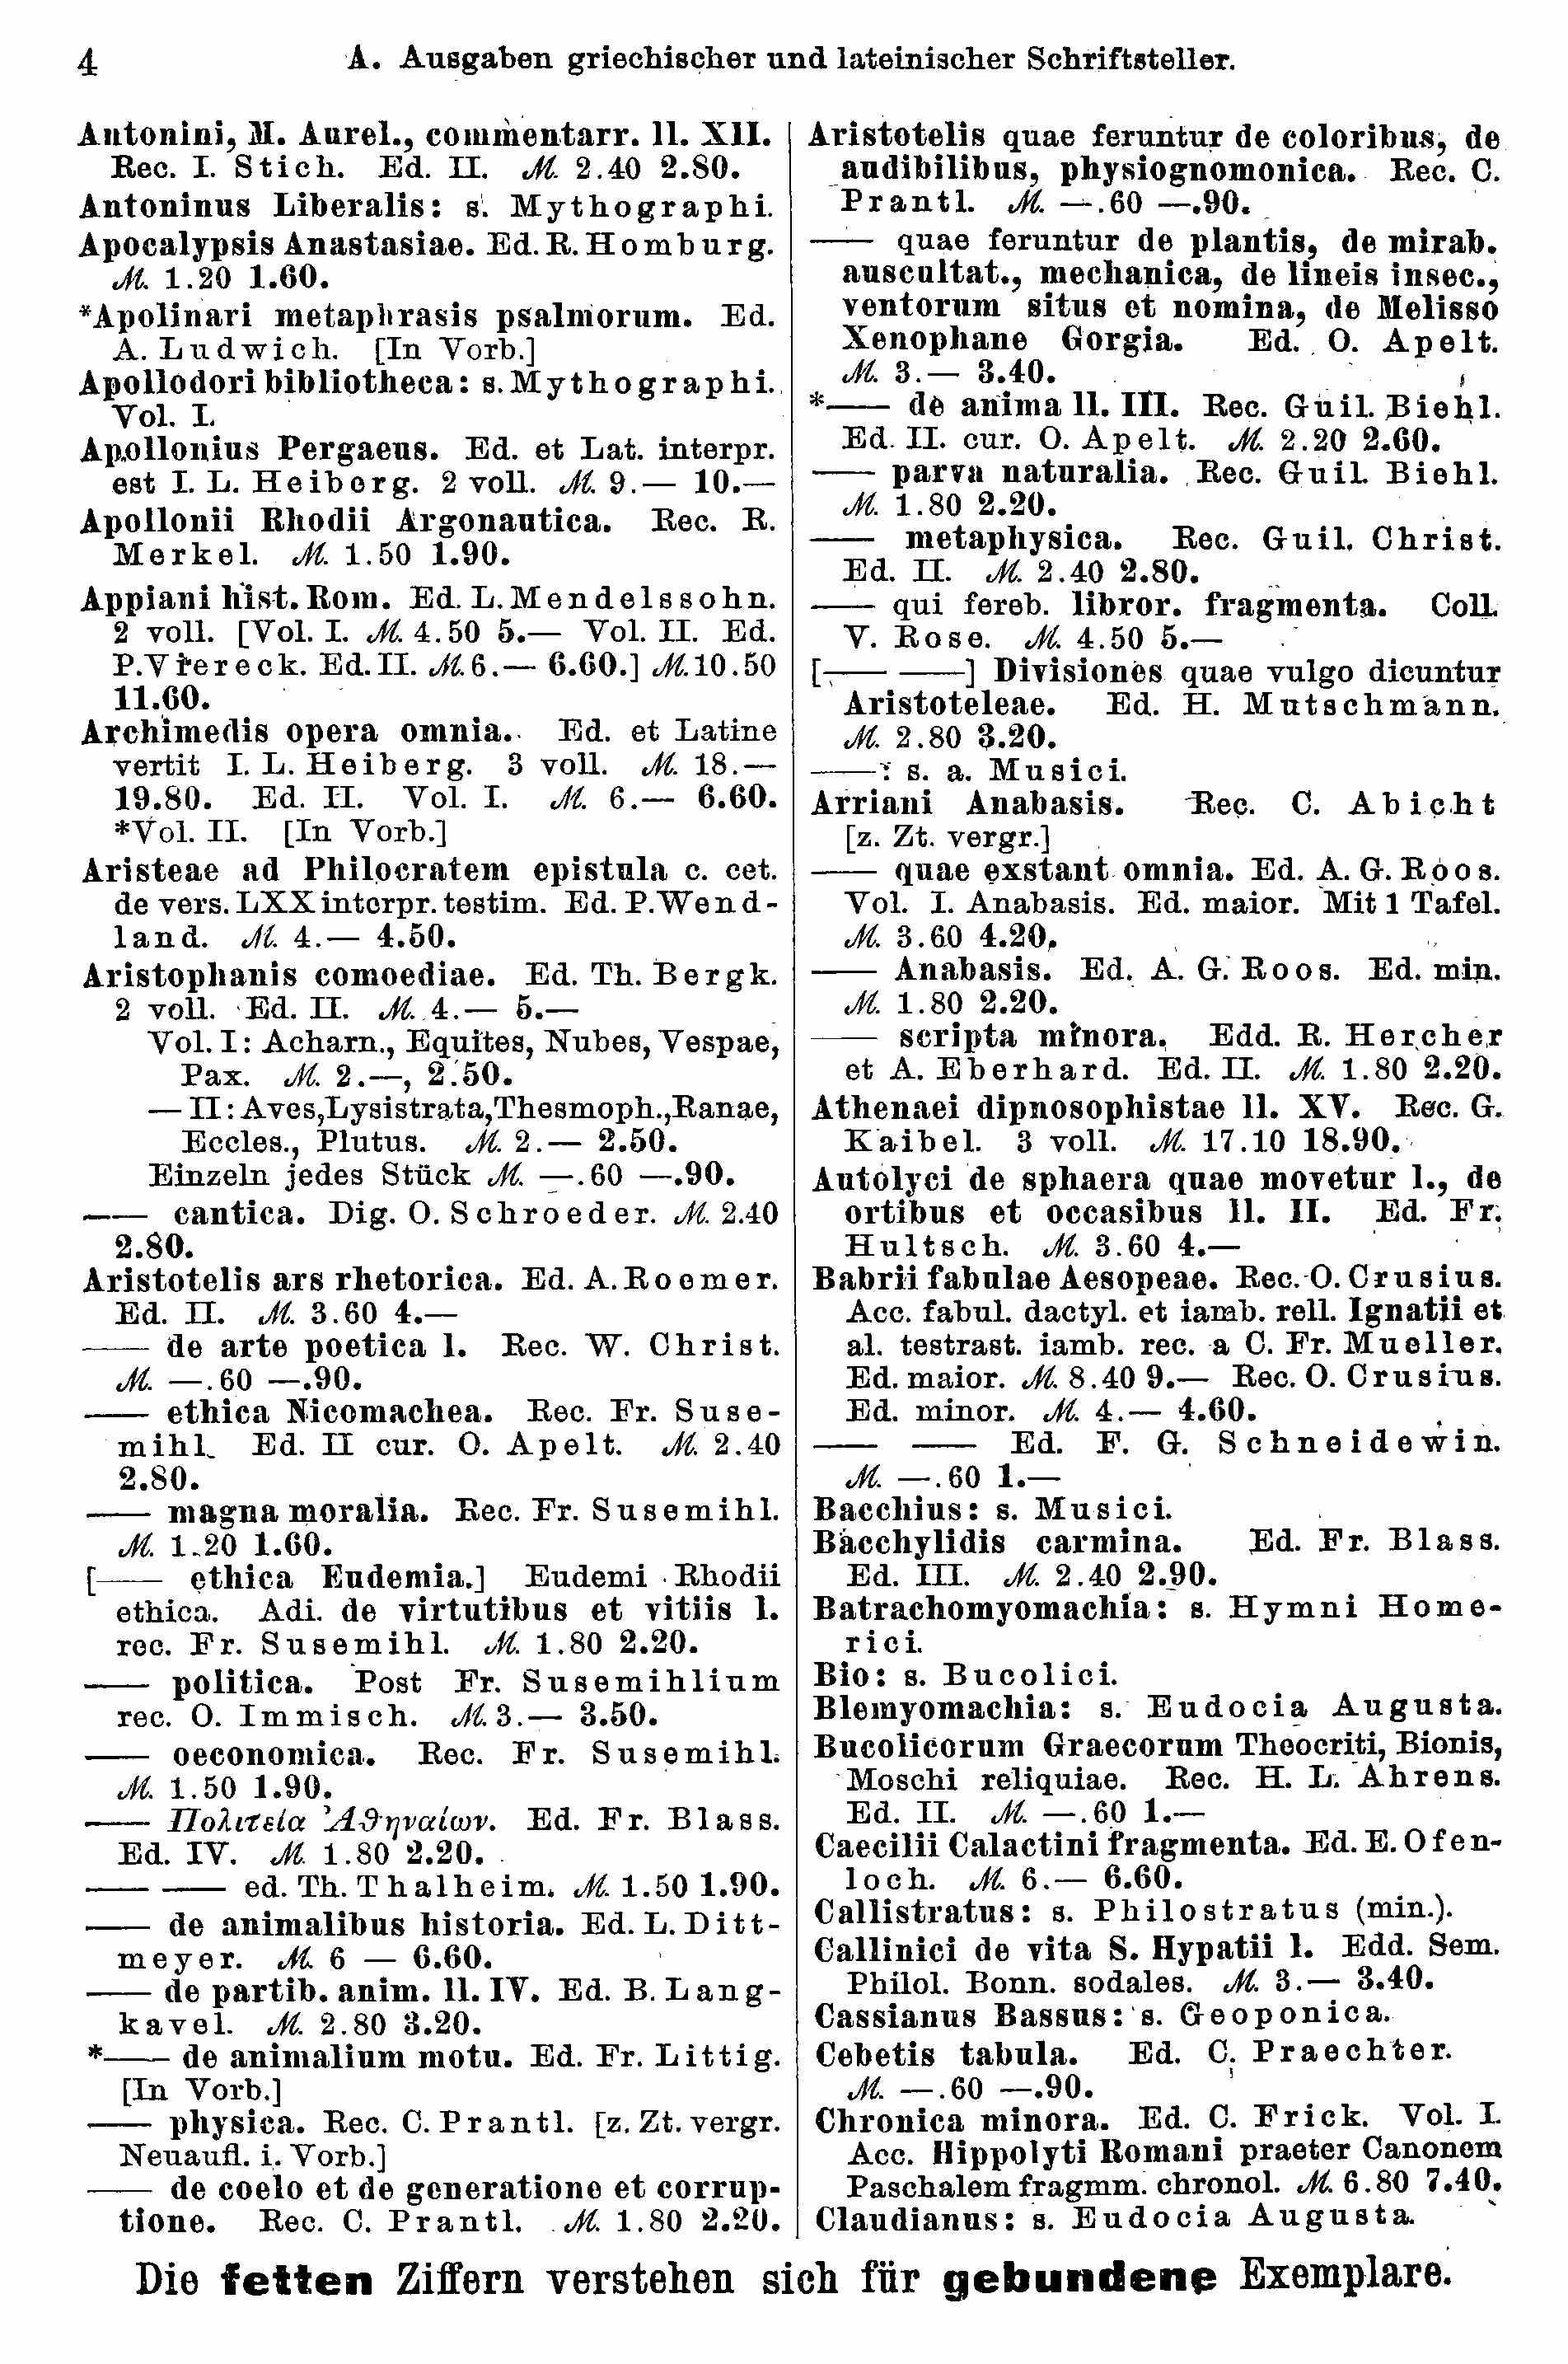 4 A. Ausgaben griechischer und lateinischer Schriftsteller.
Antonini, M. Aurel., commentarr. ll. XII.
Rec. I. Stich. Ed. II. M. 2.40 2.80.
Antoninus Liberalis: s. Mythographi.
Apocalypsis Anastasiae. Ed. R. Homburg.
M. 1.20 1.60.
*Apolinari metaphrasis psalmorum. Ed.
A. Ludwich. [In Vorb.]
Apollodori bibliotheca: s. Mythographi.
Vol. I.
Apollonius Pergaeus. Ed. et Lat. interpr.
est I. L. Heiberg. 2 voll. M. 9.— 10.—
Apollonii Rhodii Argonautica. Rec. R.
Merkel. M. 1.50 1.90.
Appiani hist. Rom. Ed. L. Mendelssohn.
2 voll. [Vol. I. M. 4.50 5.— Vol. II. Ed.
P. Viereck. Ed. II. M. 6.— 6.60.] M. 10.50
11.60.
Archimedis opera omnia. Ed. et Latine
vertit I. L. Heiberg. 3 voll. M. 18.—
19.80. Ed. II. Vol. I. M. 6.— 6.60.
*Vol. II. [In Vorb.]
Aristeae ad Philocratem epistula c. cet.
de vers. LXX interpr. testim. Ed. P. Wend-
land. M. 4.— 4.50.
Aristophanis comoediae. Ed. Th. Bergk.
2 voll. Ed. II. M. 4.— 5.—
Vol. I: Acharn., Equites, Nubes, Vespae,
Pax. M. 2.—, 2.50.
— II: Aves, Lysistrata, Thesmoph., Ranae,
Eccles., Plutus. M. 2.— 2.50.
Einzeln jedes Stück M. —.60 —.90.
—— cantica. Dig. O. Schroeder. M. 2.40
2.80.
Aristotelis ars rhetorica. Ed. A. Roemer.
Ed. II. M. 3.60 4.—
—— de arte poetica l. Rec. W. Christ.
M. —.60 —.90.
—— ethica Nicomachea. Rec. Fr. Suse-
mihl. Ed. II cur. O. Apelt. M. 2.40
2.80.
—— magna moralia. Rec. Fr. Susemihl.
M. 1.20 1.60.
[—— ethica Eudemia.] Eudemi Rhodii
ethica. Adi. de virtutibus et vitiis l.
rec. Fr. Susemihl. M. 1.80 2.20.
—— politica. Post Fr. Susemihlium
rec. O. Immisch. M. 3.— 3.50.
—— oeconomica. Rec. Fr. Susemihl.
M. 1.50 1.90.
—— Πολιτεία Ἀθηναίων. Ed. Fr. Blass.
Ed. IV. M. 1.80 2.20.
—— —— ed. Th. Thalheim. M. 1.50 1.90.
—— de animalibus historia. Ed. L. Ditt-
meyer. M. 6 — 6.60.
—— de partib. anim. ll. IV. Ed. B. Lang-
kavel. M. 2.80 3.20.
*—— de animalium motu. Ed. Fr. Littig.
[In Vorb.]
—— physica. Rec. C. Prantl. [z. Zt. vergr.
Neuaufl. i. Vorb.]
—— de coelo et de generatione et corrup-
tione. Rec. C. Prantl. M. 1.80 2.20.
Aristotelis quae feruntur de coloribus, de
audibilibus, physiognomonica. Rec. C.
Prantl. M. —.60 —.90.
—— quae feruntur de plantis, de mirab.
auscultat., mechanica, de lineis insec.,
ventorum situs et nomina, de Melisso
Xenophane Gorgia. Ed. O. Apelt.
M. 3.— 3.40.
*—— de anima ll. III. Rec. Guil. Biehl.
Ed. II. cur. O. Apelt. M. 2.20 2.60.
—— parva naturalia. Rec. Guil. Biehl.
M. 1.80 2.20.
—— metaphysica. Rec. Guil. Christ.
Ed. II. M. 2.40 2.80.
—— qui fereb. libror. fragmenta. Coll.
V. Rose. M. 4.50 5.—
[—— ——] Divisiones quae vulgo dicuntur
Aristoteleae. Ed. H. Mutschmann.
M. 2.80 3.20.
——: s. a. Musici.
Arriani Anabasis. Rec. C. Abicht
[z. Zt. vergr.]
—— quae exstant omnia. Ed. A. G. Roos.
Vol. I. Anabasis. Ed. maior. Mit 1 Tafel.
M. 3.60 4.20.
—— Anabasis. Ed. A. G. Roos. Ed. min.
M. 1.80 2.20.
—— scripta minora. Edd. R. Hercher
et A. Eberhard. Ed. II. M. 1.80 2.20.
Athenaei dipnosophistae ll. XV. Rec. G.
Kaibel. 3 voll. M. 17.10 18.90.
Autolyci de sphaera quae movetur l., de
ortibus et occasibus ll. II. Ed. Fr.
Hultsch. M. 3.60 4.—
Babrii fabulae Aesopeae. Rec. O. Crusius.
Acc. fabul. dactyl. et iamb. rell. Ignatii et
al. testrast. iamb. rec. a C. Fr. Mueller.
Ed. maior. M. 8.40 9.— Rec. O. Crusius.
Ed. minor. M. 4.— 4.60.
—— —— Ed. F. G. Schneidewin.
M. —.60 1.—
Bacchius: s. Musici.
Bacchylidis carmina. Ed. Fr. Blass.
Ed. III. M. 2.40 2.90.
Batrachomyomachia: s. Hymni Home-
rici.
Bio: s. Bucolici.
Blemyomachia: s. Eudocia Augusta.
Bucolicorum Graecorum Theocriti, Bionis,
Moschi reliquiae. Rec. H. L. Ahrens.
Ed. II. M. —.60 1.—
Caecilii Calactini fragmenta. Ed. E. Ofen-
loch. M. 6.— 6.60.
Callistratus: s. Philostratus (min.).
Callinici de vita S. Hypatii l. Edd. Sem.
Philol. Bonn. sodales. M. 3.— 3.40.
Cassianus Bassus: s. Geoponica.
Cebetis tabula. Ed. C. Praechter.
M. —.60 —.90.
Chronica minora. Ed. C. Frick. Vol. I.
Acc. Hippolyti Romani praeter Canonem
Paschalem fragmm. chronol. M. 6.80 7.40.
Claudianus: s. Eudocia Augusta.
Die fetten Ziffern verstehen sich für gebundene Exemplare.